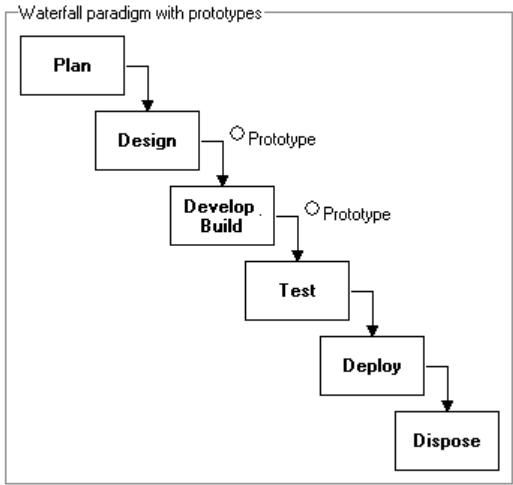 Waterfall paradigm with prototypes
Plan
Design
Prototype
Develop
Build
Prototype
Test
Deploy
Dispose